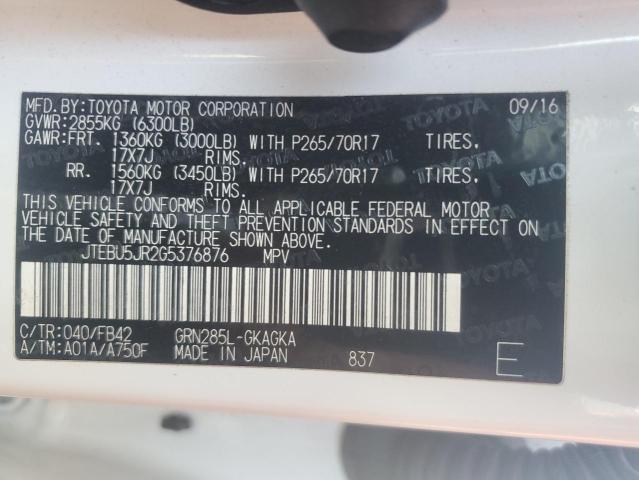 MFD.BY:TOYOTA MOTOR CORPORATION 09/16
GVWR:2855KG (6300LB)
GAWR:FRT. 1360KG (3000LB) WITH P265/70R17 TIRES,
17X7J RIMS.
RR. 1560KG (3450LB) WITH P265/70R17 TIRES,
17X7J RIMS.
THIS VEHICLE CONFORMS TO ALL APPLICABLE FEDERAL MOTOR
VEHICLE SAFETY AND THEFT PREVENTION STANDARDS IN EFFECT ON
THE DATE OF MANUFACTURE SHOWN ABOVE.
JTEBU5JR2G5376876 MPV
C/TR:040/FB42 GRN285L-GKAGKA
A/TM:A01A/A750F MADE IN JAPAN 837 E